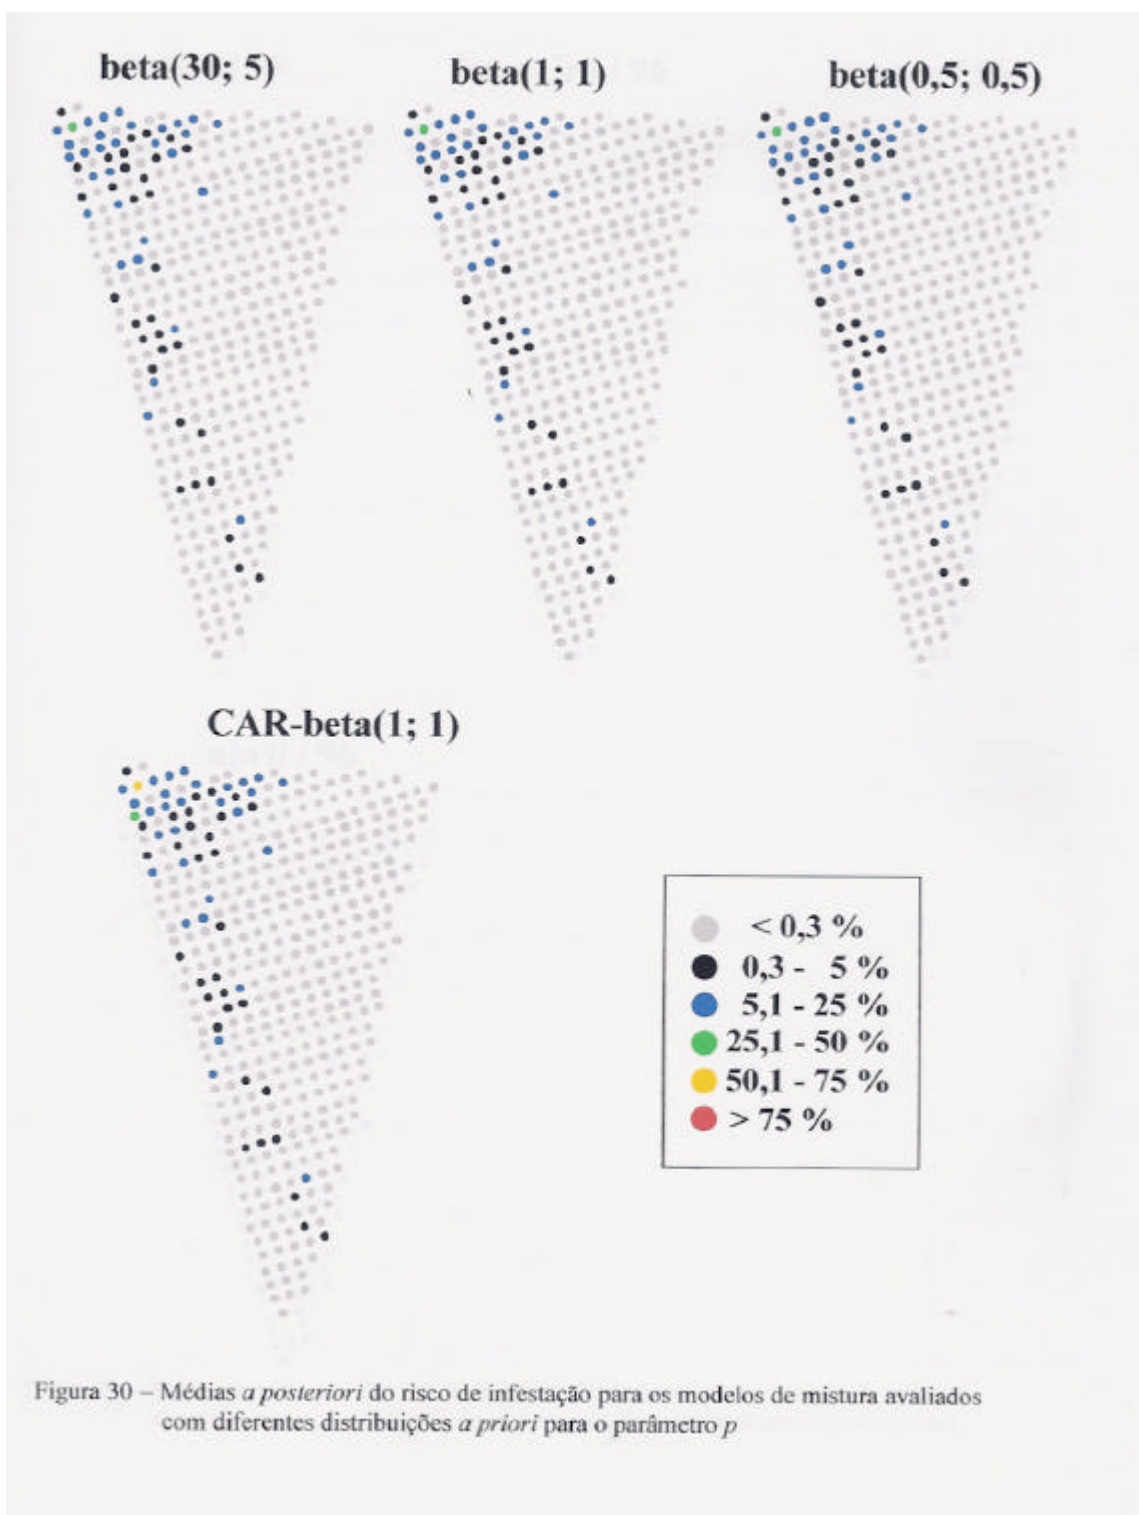 beta(30; 5)
beta(1; 1)
beta(0,5; 0,5)
CAR-beta(1; 1)
< 0,3 %
0,3 - 5 %
5,1 - 25 %
25,1 - 50 %
50,1 - 75 %
> 75 %
Figura 30 – Médias a posteriori do risco de infestação para os modelos de mistura avaliados
com diferentes distribuições a priori para o parâmetro p